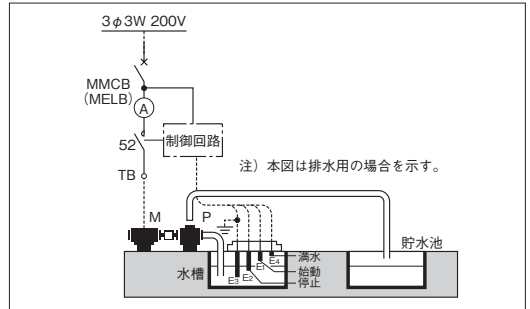 3φ3W 200V
MMCB
(MELB)
A
制御回路
52
注）本図は排水用の場合を示す。
TB
M
P
貯水池
水槽
E3
E2
E1
E4
満水
始動
停止